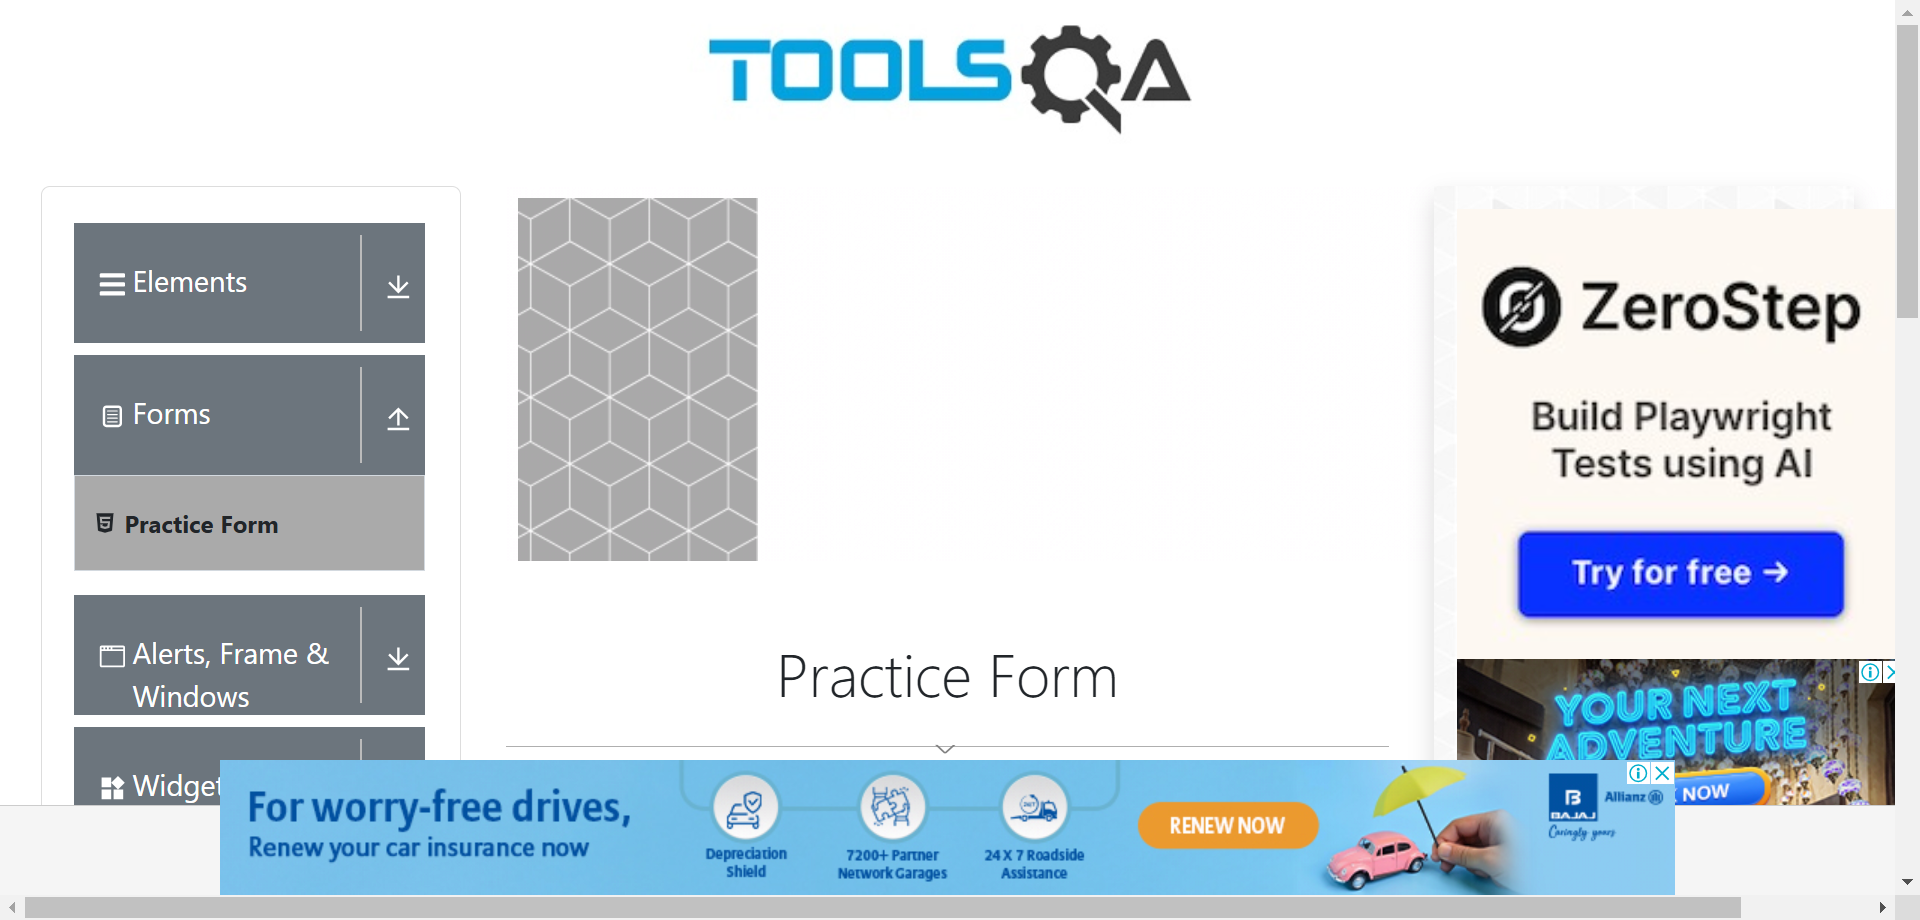 TOOLSQA
Elements
Forms
Practice Form
Alerts, Frame &
Windows
Practice Form
ZeroStep
Build Playwright
Tests using AI
Try for free →
YOUR NEXT
ADVENTURE
NOW
For worry-free drives,
Renew your car insurance now
Depreciation
Shield
7200+ Partner
Network Garages
24 X 7 Roadside
Assistance
RENEW NOW
B
BAJAJ
Allianz
Caringly yours